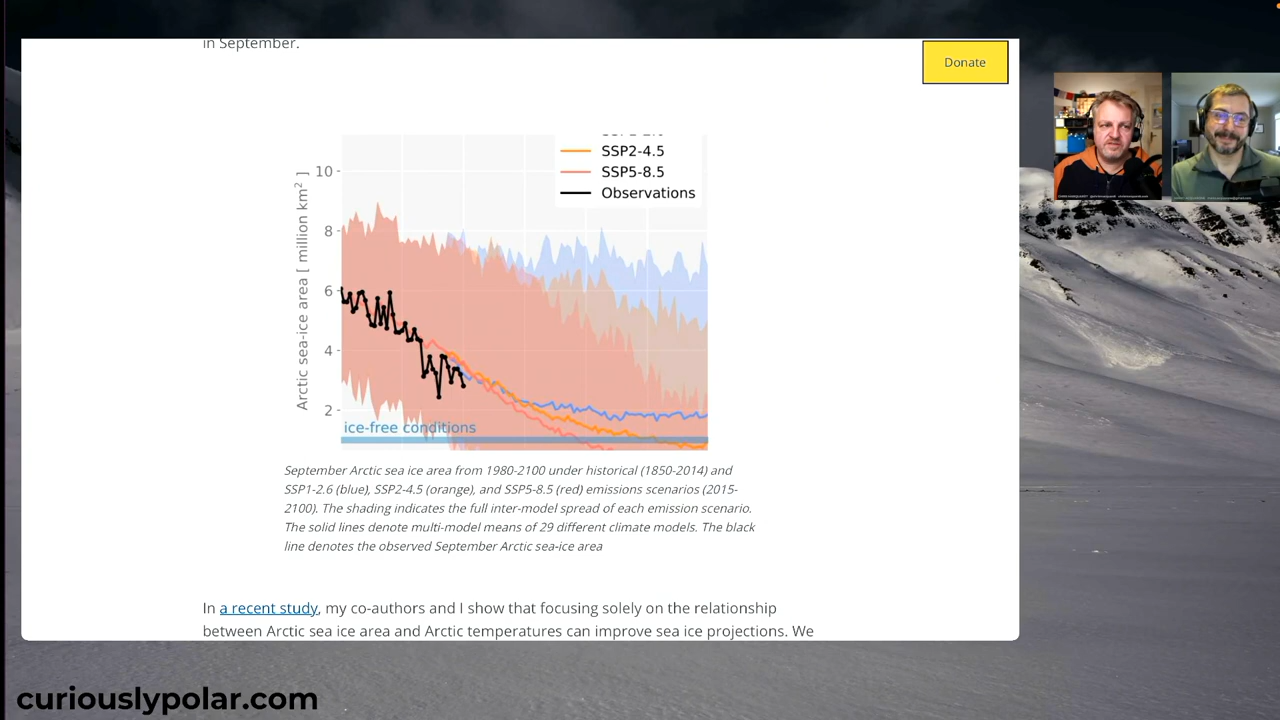 in September.
Donate
SSP2-4.5
SSP5-8.5
Observations
Arctic sea-ice area [ million km² ]
10
8
6
4
2
ice-free conditions
September Arctic sea ice area from 1980-2100 under historical (1850-2014) and
SSP1-2.6 (blue), SSP2-4.5 (orange), and SSP5-8.5 (red) emissions scenarios (2015-
2100). The shading indicates the full inter-model spread of each emission scenario.
The solid lines denote multi-model means of 29 different climate models. The black
line denotes the observed September Arctic sea-ice area
In a recent study, my co-authors and I show that focusing solely on the relationship
between Arctic sea ice area and Arctic temperatures can improve sea ice projections. We
curiouslypolar.com